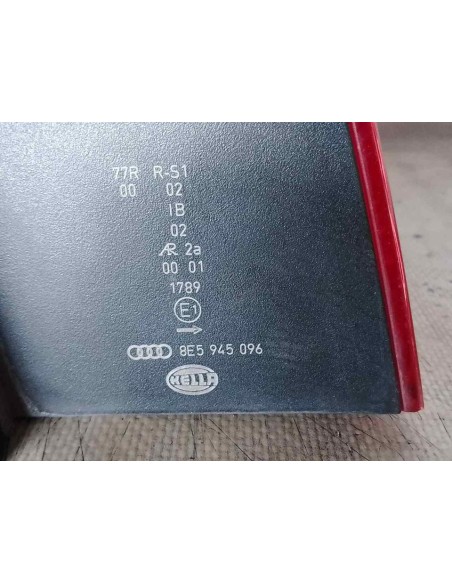 77R R-S1
00 02
IB
02
AR 2a
00 01
1789
E1
8E5 945 096
HELLA